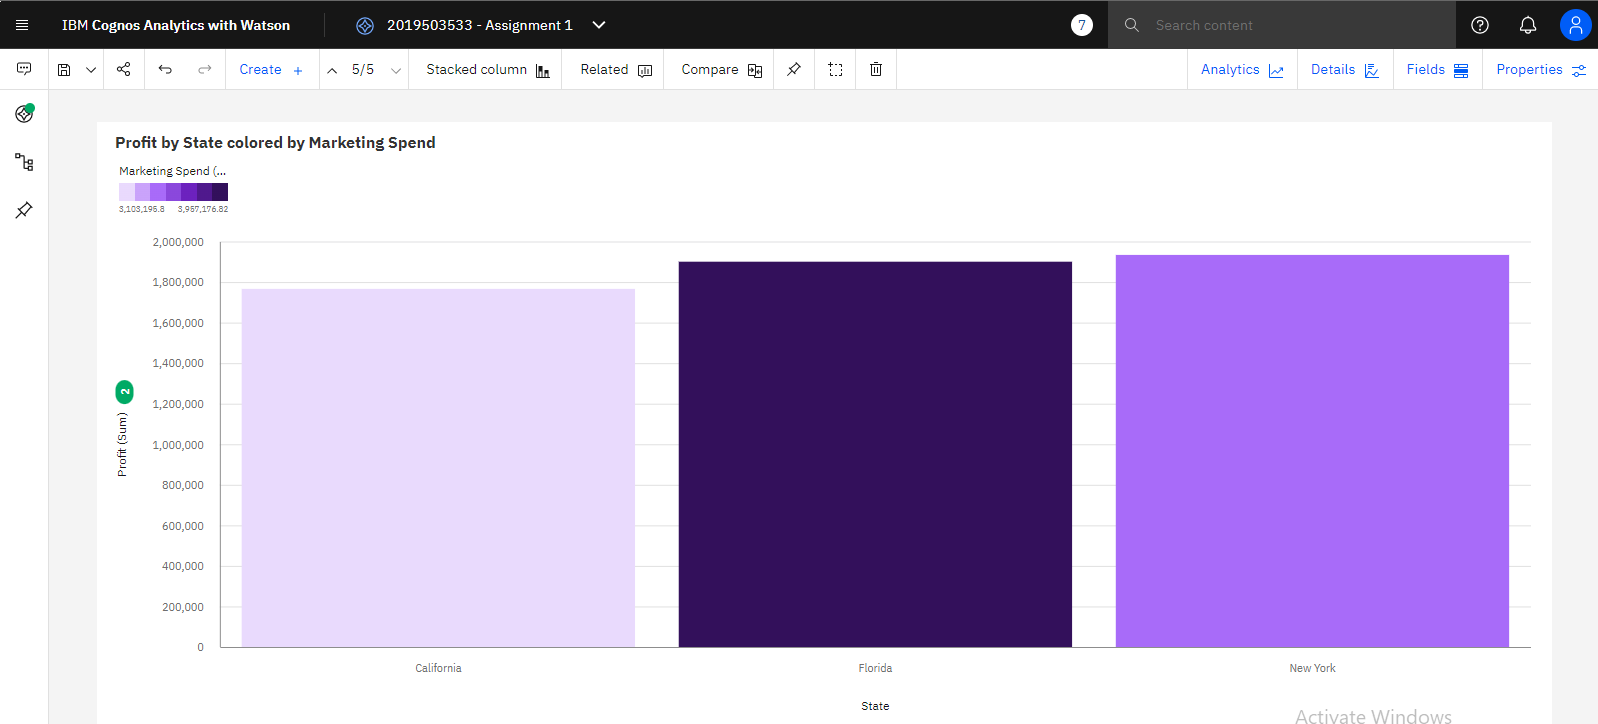 IBM Cognos Analytics with Watson
2019503533 - Assignment 1
7
Search content
Create +
5/5
Stacked column
Related
Compare
Analytics
Details
Fields
Properties
Profit by State colored by Marketing Spend
Marketing Spend (...
3,103,195.8 3,957,176.82
2,000,000
1,800,000
1,600,000
1,400,000
1,200,000
1,000,000
800,000
600,000
400,000
200,000
0
2
Profit (Sum)
California
Florida
New York
State
Activate Windows